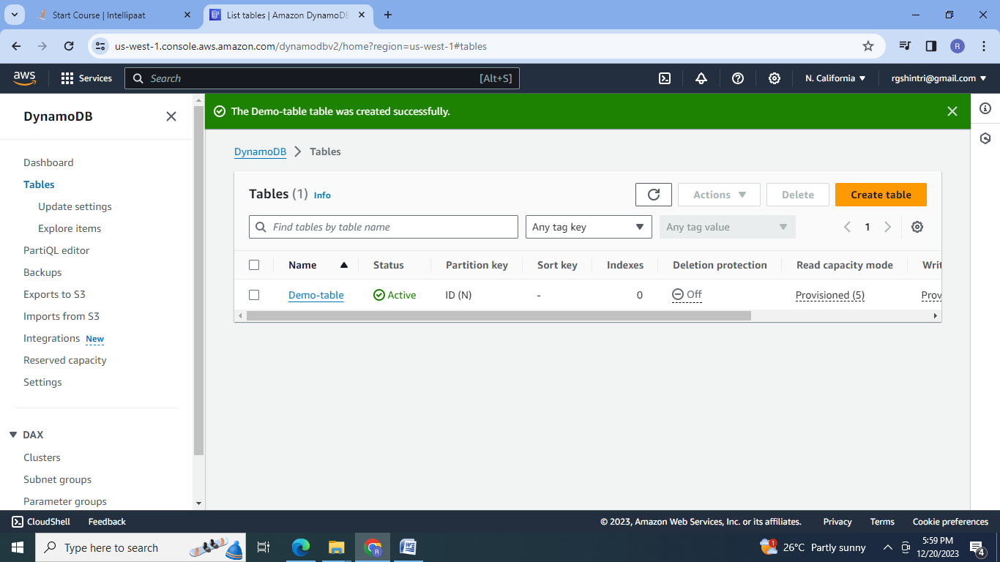 Start Course | Intellipaat
List tables | Amazon DynamoDB
us-west-1.console.aws.amazon.com/dynamodbv2/home?region=us-west-1#tables
R
aws
Services
Search
[Alt+S]
N. California
rgshintri@gmail.com
DynamoDB
Dashboard
Tables
Update settings
Explore items
PartiQL editor
Backups
Exports to S3
Imports from S3
Integrations New
Reserved capacity
Settings
DAX
Clusters
Subnet groups
Parameter groups
The Demo-table table was created successfully.
DynamoDB > Tables
Tables (1) Info
Actions
Delete
Create table
Find tables by table name
Any tag key
Any tag value
1
Name Status Partition key Sort key Indexes Deletion protection Read capacity mode Writ
Demo-table Active ID (N) - 0 Off Provisioned (5) Prov
CloudShell Feedback © 2023, Amazon Web Services, Inc. or its affiliates. Privacy Terms Cookie preferences
Type here to search
R
W
1
26°C Partly sunny
5:59 PM
12/20/2023
4